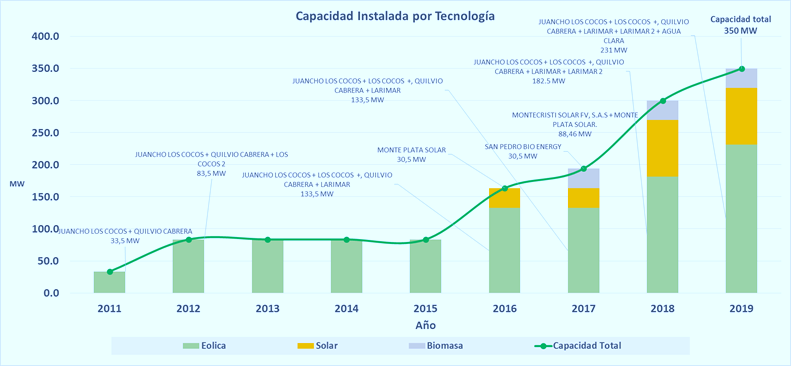 Capacidad Instalada por Tecnología
JUANCHO LOS COCOS + LOS COCOS +, QUILVIO
CABRERA + LARIMAR + LARIMAR 2 + AGUA
CLARA
231 MW
Capacidad total
350 MW
JUANCHO LOS COCOS + LOS COCOS +, QUILVIO
CABRERA + LARIMAR + LARIMAR 2
182.5 MW
JUANCHO LOS COCOS + LOS COCOS +, QUILVIO
CABRERA + LARIMAR
133,5 MW
MONTECRISTI SOLAR FV, S.A.S + MONTE
PLATA SOLAR.
88,46 MW
SAN PEDRO BIO ENERGY
30,5 MW
MONTE PLATA SOLAR
30,5 MW
JUANCHO LOS COCOS + QUILVIO CABRERA + LOS
COCOS 2
83,5 MW
JUANCHO LOS COCOS + LOS COCOS +, QUILVIO
CABRERA + LARIMAR
133,5 MW
JUANCHO LOS COCOS + QUILVIO CABRERA
33,5 MW
MW
400.0
350.0
300.0
250.0
200.0
150.0
100.0
50.0
0.0
2011 2012 2013 2014 2015 2016 2017 2018 2019
Año
Eolica Solar Biomasa Capacidad Total